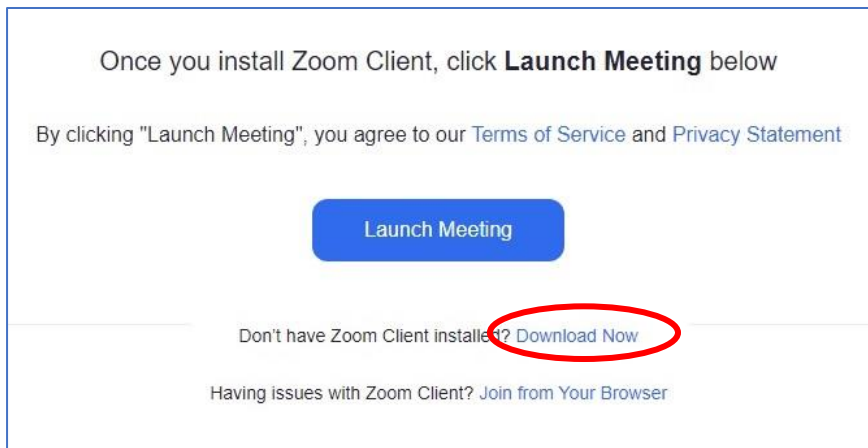 Once you install Zoom Client, click Launch Meeting below
By clicking "Launch Meeting", you agree to our Terms of Service and Privacy Statement
Launch Meeting
Don't have Zoom Client installed? Download Now
Having issues with Zoom Client? Join from Your Browser